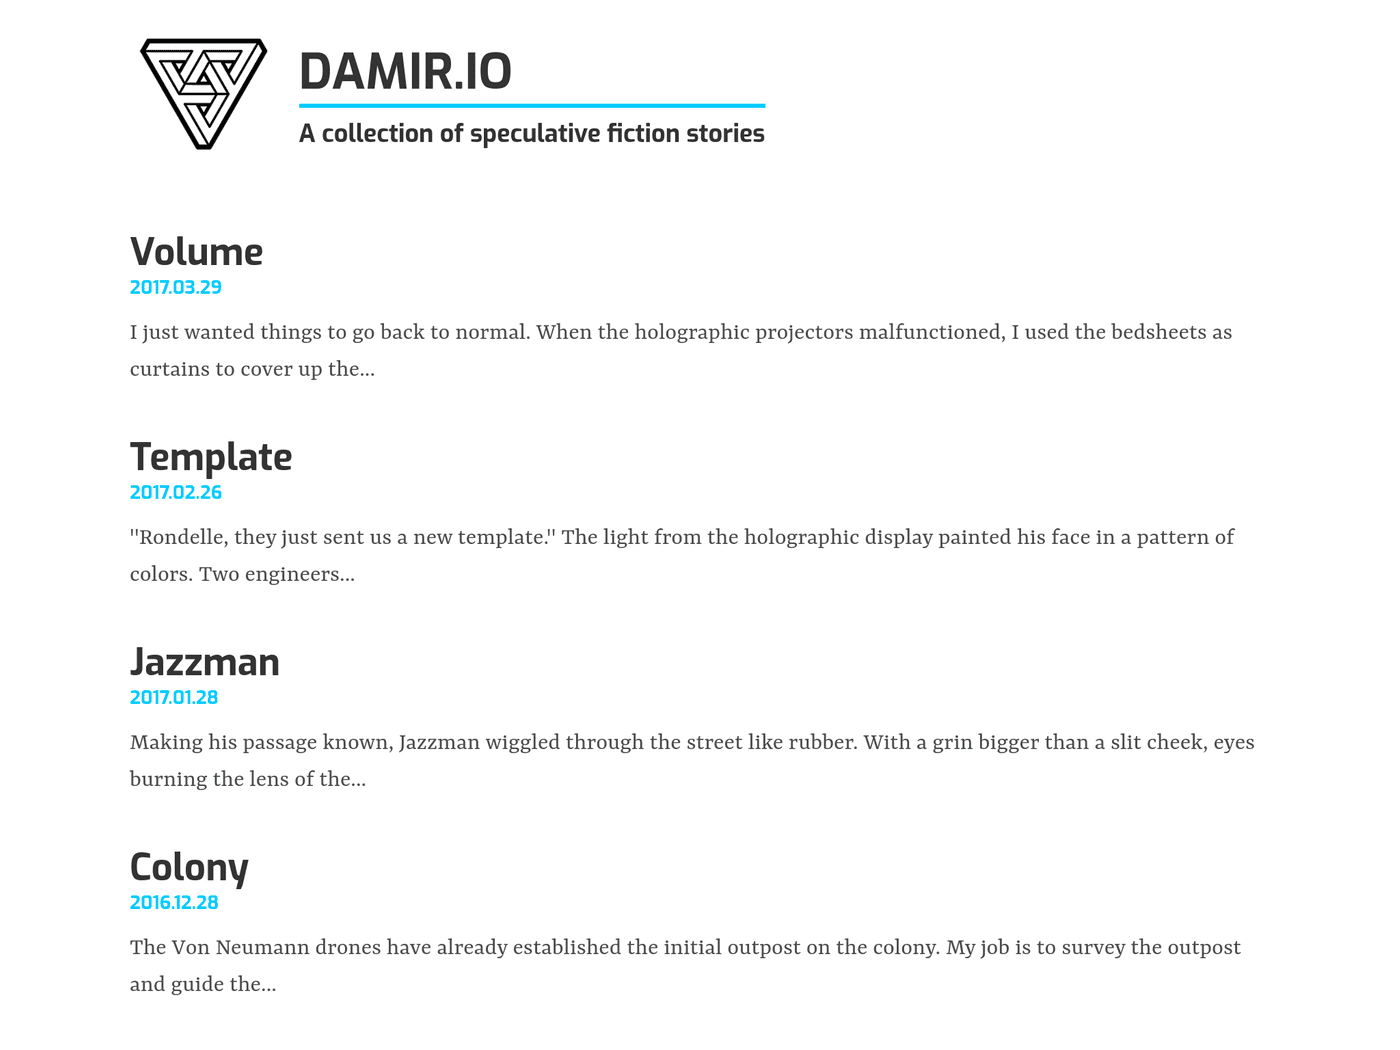 DAMIR.IO
A collection of speculative fiction stories
Volume
2017.03.29
I just wanted things to go back to normal. When the holographic projectors malfunctioned, I used the bedsheets as
curtains to cover up the...
Template
2017.02.26
"Rondelle, they just sent us a new template." The light from the holographic display painted his face in a pattern of
colors. Two engineers...
Jazzman
2017.01.28
Making his passage known, Jazzman wiggled through the street like rubber. With a grin bigger than a slit cheek, eyes
burning the lens of the...
Colony
2016.12.28
The Von Neumann drones have already established the initial outpost on the colony. My job is to survey the outpost
and guide the...